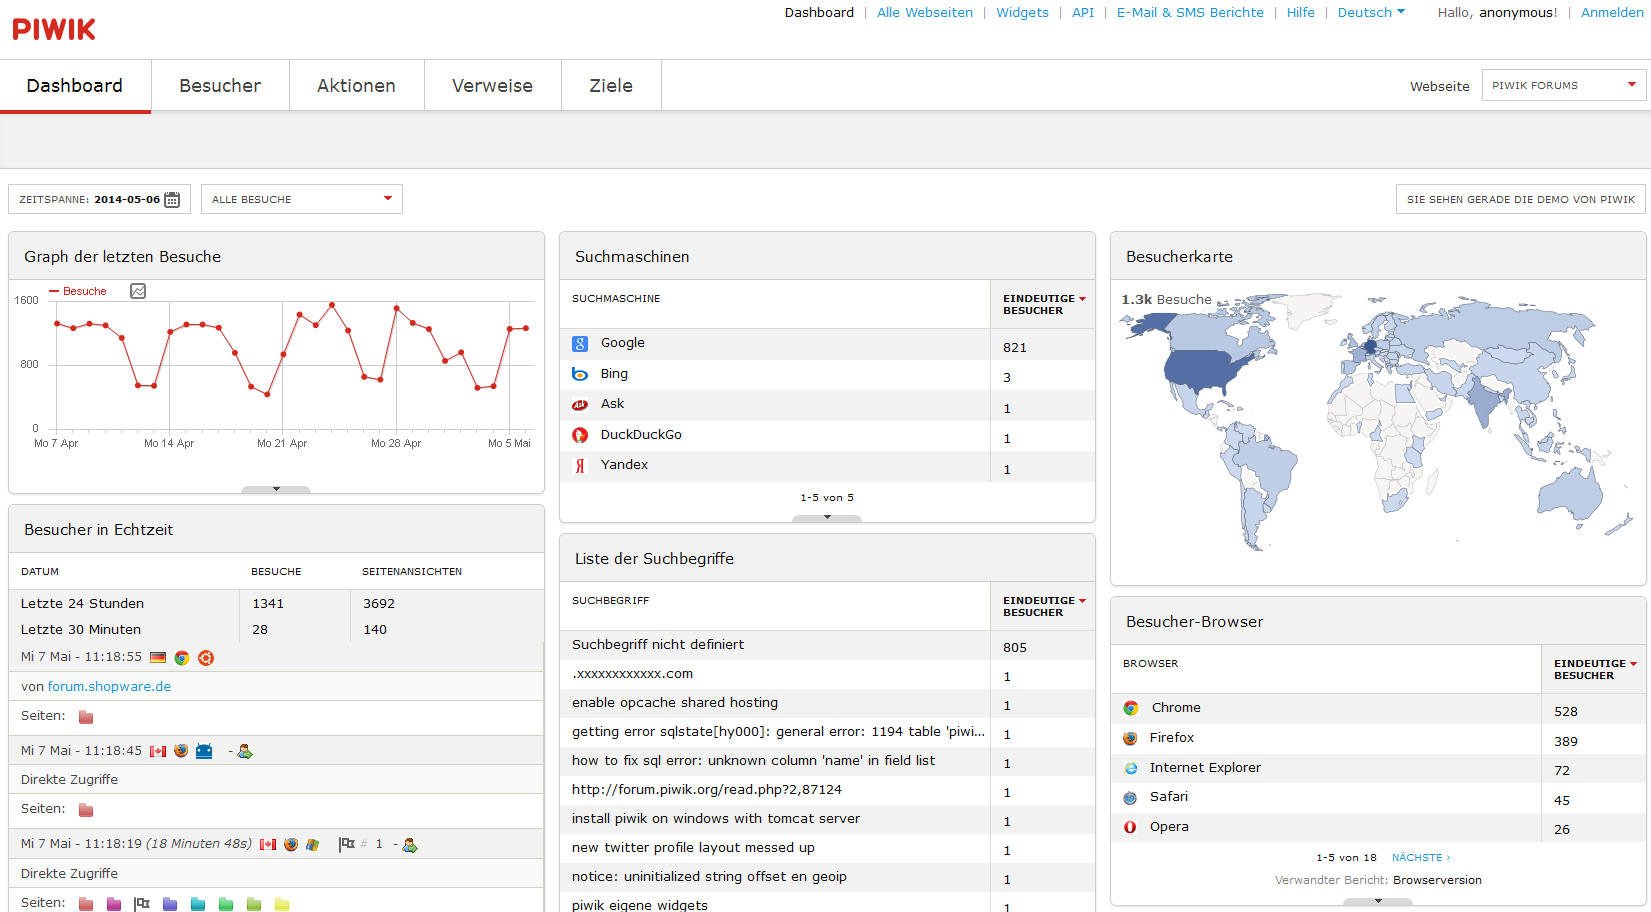 PIWIK
Dashboard | Alle Webseiten | Widgets | API | E-Mail & SMS Berichte | Hilfe | Deutsch Hallo, anonymous! | Anmelden
Dashboard Besucher Aktionen Verweise Ziele
Webseite PIWIK FORUMS
ZEITSPANNE: 2014-05-06 ALLE BESUCHE
SIE SEHEN GERADE DIE DEMO VON PIWIK
Graph der letzten Besuche
Besuche
1600
800
0
Mo 7 Apr Mo 14 Apr Mo 21 Apr Mo 28 Apr Mo 5 Mai
Besucher in Echtzeit
DATUM BESUCHE SEITENANSICHTEN
Letzte 24 Stunden 1341 3692
Letzte 30 Minuten 28 140
Mi 7 Mai - 11:18:55
von forum.shopware.de
Seiten:
Mi 7 Mai - 11:18:45 -
Direkte Zugriffe
Seiten:
Mi 7 Mai - 11:18:19 (18 Minuten 48s) # 1 -
Direkte Zugriffe
Seiten:
Suchmaschinen
SUCHMASCHINE EINDEUTIGE
BESUCHER
Google 821
Bing 3
Ask 1
DuckDuckGo 1
Yandex 1
1-5 von 5
Liste der Suchbegriffe
SUCHBEGRIFF EINDEUTIGE
BESUCHER
Suchbegriff nicht definiert 805
.xxxxxxxxxxxx.com 1
enable opcache shared hosting 1
getting error sqlstate[hy000]: general error: 1194 table 'piwi... 1
how to fix sql error: unknown column 'name' in field list 1
http://forum.piwik.org/read.php?2,87124 1
install piwik on windows with tomcat server 1
new twitter profile layout messed up 1
notice: uninitialized string offset en geoip 1
piwik eigene widgets 1
Besucherkarte
1.3k Besuche
Besucher-Browser
BROWSER EINDEUTIGE
BESUCHER
Chrome 528
Firefox 389
Internet Explorer 72
Safari 45
Opera 26
1-5 von 18 NÄCHSTE ›
Verwandter Bericht: Browserversion